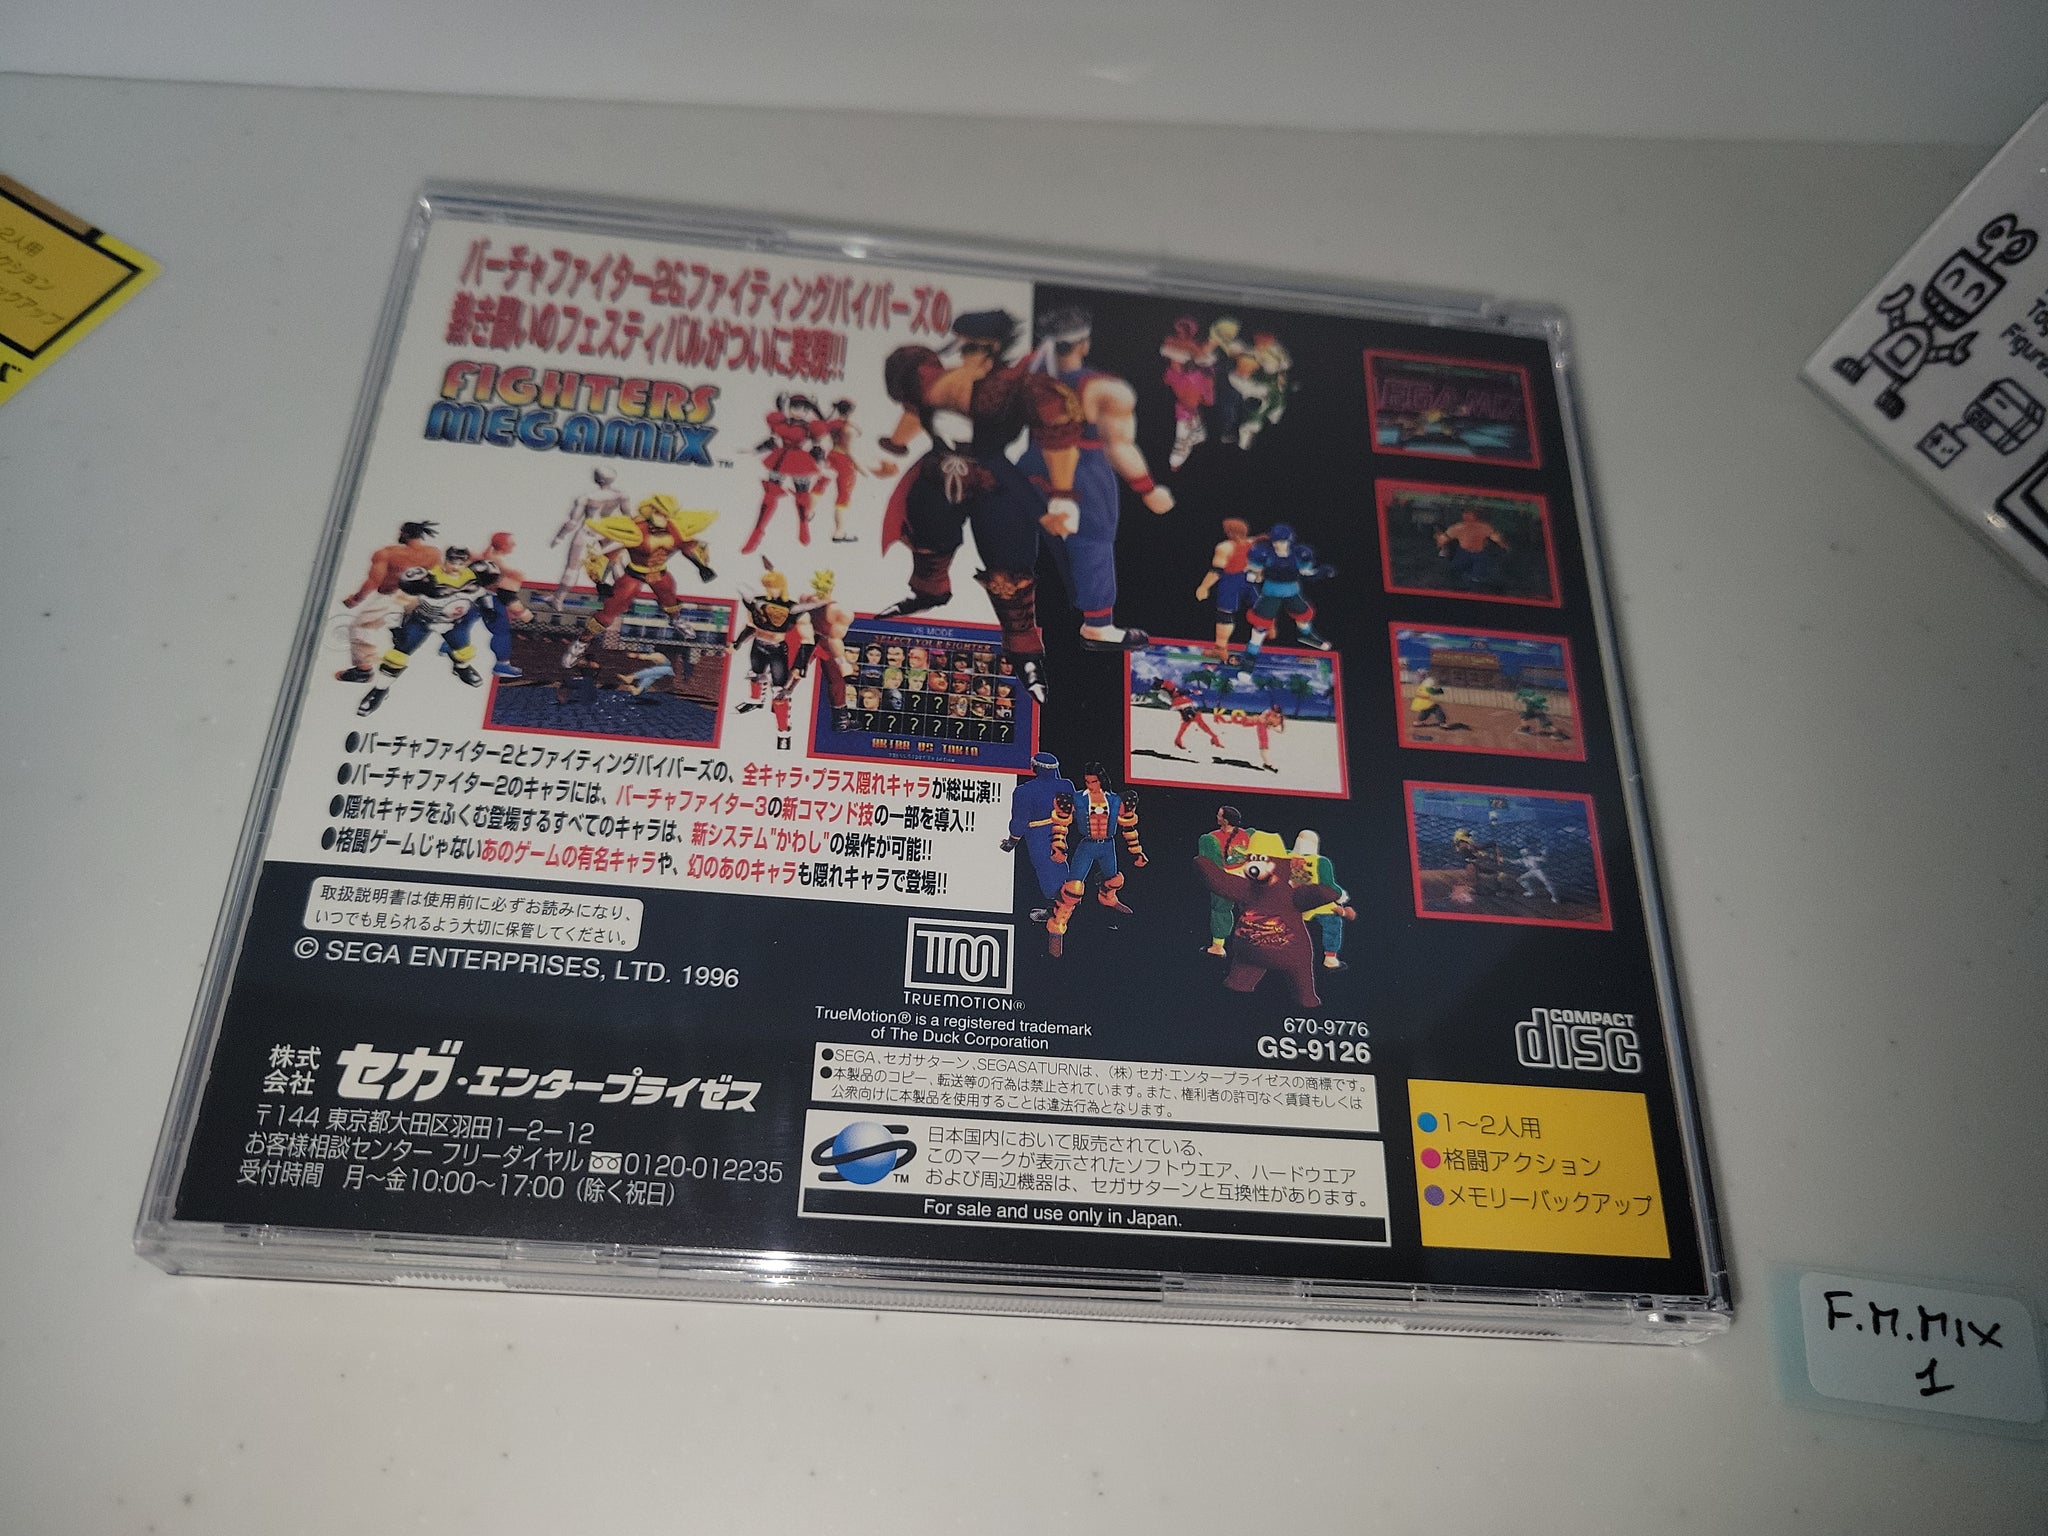 バーチャファイター2&ファイティングバイパーズの
熱き闘いのフェスティバルがついに実現!!
FIGHTERS
MEGAMiX™
VS MODE
SELECT YOUR FIGHTER
? ?
? ? ? ? ? ? ?
AKIRA VS TOKIO
K.O.
●バーチャファイター2とファイティングバイパーズの、全キャラ・プラス隠れキャラが総出演!!
●バーチャファイター2のキャラには、バーチャファイター3の新コマンド技の一部を導入!!
●隠れキャラをふくむ登場するすべてのキャラは、新システム"かわし"の操作が可能!!
●格闘ゲームじゃないあのゲームの有名キャラや、幻のあのキャラも隠れキャラで登場!!
取扱説明書は使用前に必ずお読みになり、
いつでも見られるよう大切に保管してください。
© SEGA ENTERPRISES, LTD. 1996
TM
TRUEMOTION®
TrueMotion® is a registered trademark
of The Duck Corporation
670-9776
GS-9126
COMPACT
disc
株式
会社 セガ・エンタープライゼス
〒144 東京都大田区羽田1-2-12
お客様相談センター フリーダイヤル 0120-012235
受付時間 月~金10:00~17:00(除く祝日)
●SEGA、セガサターン、SEGASATURNは、(株)セガ・エンタープライゼスの商標です。
●本製品のコピー、転送等の行為は禁止されています。また、権利者の許可なく賃貸もしくは
公衆向けに本製品を使用することは違法行為となります。
日本国内において販売されている、
このマークが表示されたソフトウエア、ハードウエア
および周辺機器は、セガサターンと互換性があります。
TM
For sale and use only in Japan.
●1~2人用
●格闘アクション
●メモリーバックアップ
F.M.MIX
1
2人用
クション
ックアップ
Figure